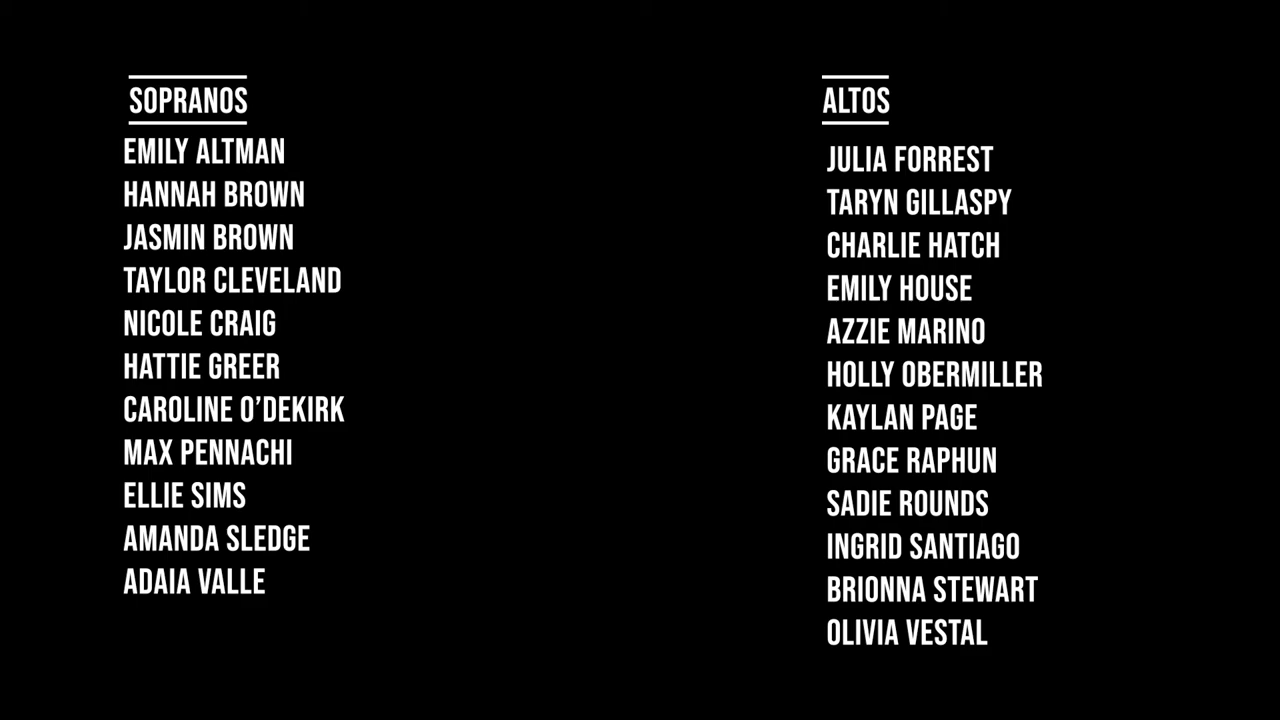 SOPRANOS
EMILY ALTMAN
HANNAH BROWN
JASMIN BROWN
TAYLOR CLEVELAND
NICOLE CRAIG
HATTIE GREER
CAROLINE O’DEKIRK
MAX PENNACHI
ELLIE SIMS
AMANDA SLEDGE
ADAIA VALLE
ALTOS
JULIA FORREST
TARYN GILLASPY
CHARLIE HATCH
EMILY HOUSE
AZZIE MARINO
HOLLY OBERMILLER
KAYLAN PAGE
GRACE RAPHUN
SADIE ROUNDS
INGRID SANTIAGO
BRIONNA STEWART
OLIVIA VESTAL